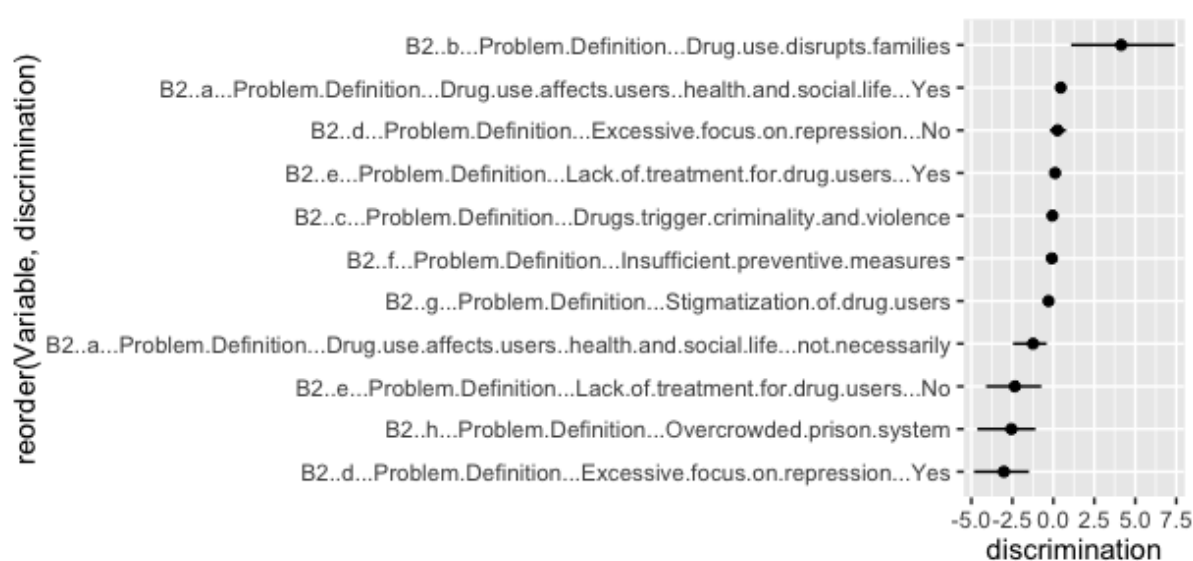 reorder(Variable, discrimination)
B2..b...Problem.Definition...Drug.use.disrupts.families
B2..a...Problem.Definition...Drug.use.affects.users..health.and.social.life...Yes
B2..d...Problem.Definition...Excessive.focus.on.repression...No
B2..e...Problem.Definition...Lack.of.treatment.for.drug.users...Yes
B2..c...Problem.Definition...Drugs.trigger.criminality.and.violence
B2..f...Problem.Definition...Insufficient.preventive.measures
B2..g...Problem.Definition...Stigmatization.of.drug.users
B2..a...Problem.Definition...Drug.use.affects.users..health.and.social.life...not.necessarily
B2..e...Problem.Definition...Lack.of.treatment.for.drug.users...No
B2..h...Problem.Definition...Overcrowded.prison.system
B2..d...Problem.Definition...Excessive.focus.on.repression...Yes
-5.0 -2.5 0.0 2.5 5.0 7.5
discrimination